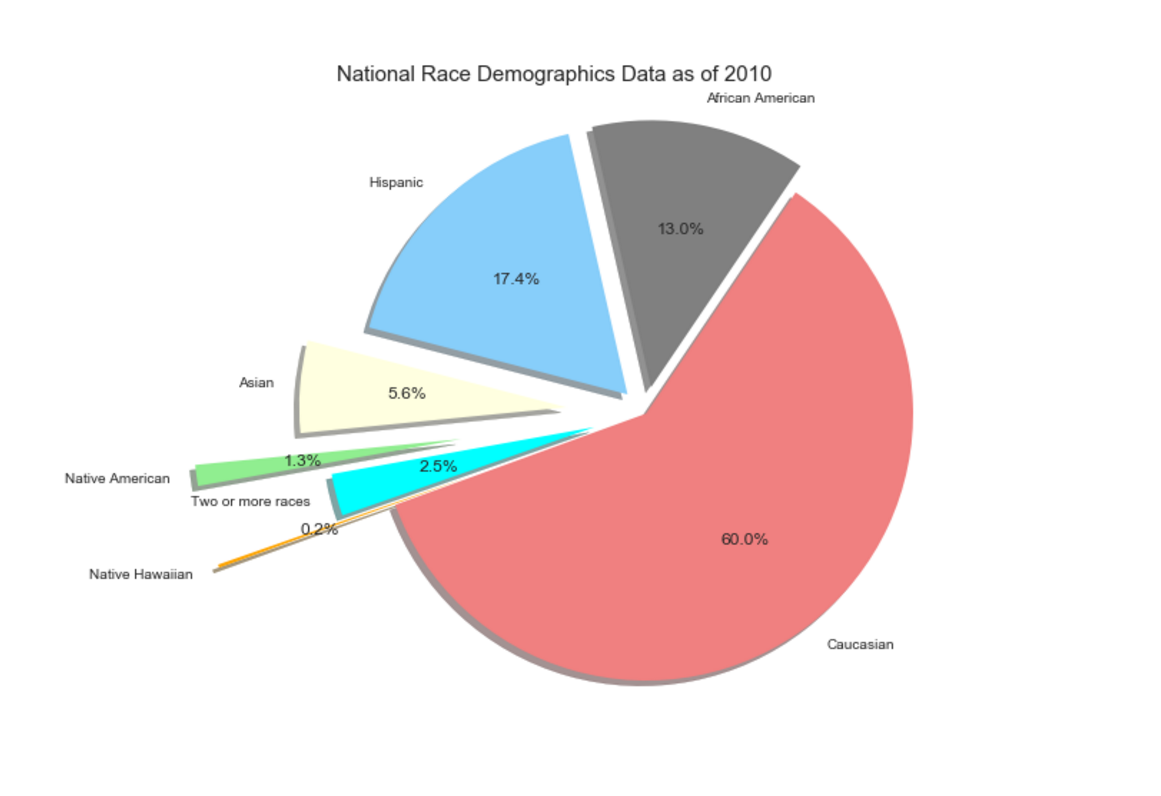 National Race Demographics Data as of 2010
African American
Hispanic
13.0%
17.4%
Asian
5.6%
1.3%
2.5%
Native American
Two or more races
0.2%
60.0%
Native Hawaiian
Caucasian